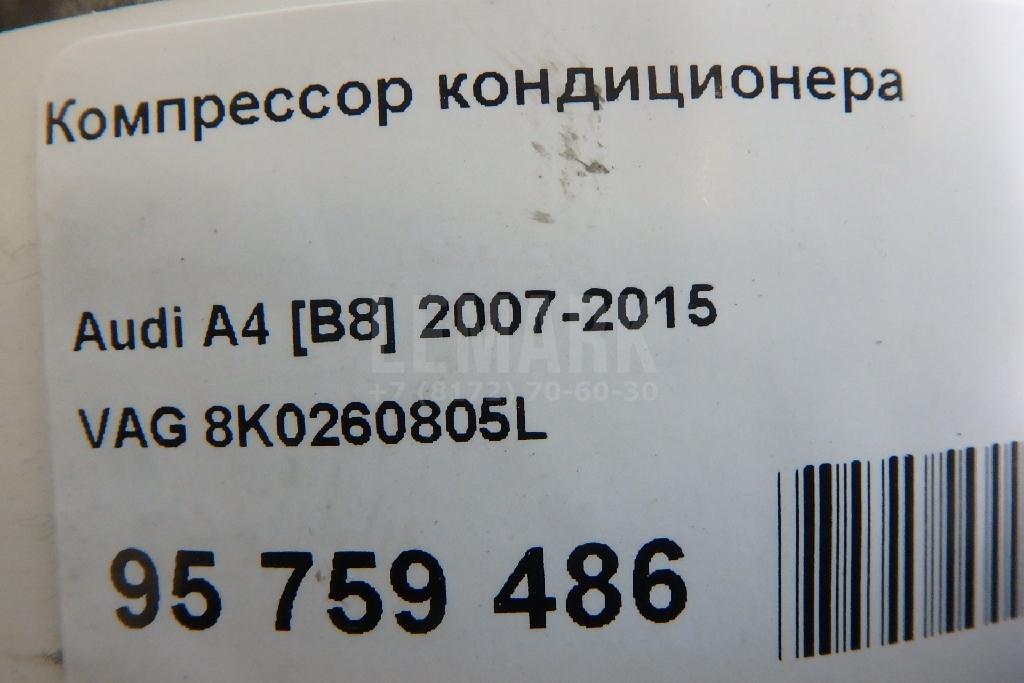 Компрессор кондиционера
Audi A4 [B8] 2007-2015
LEMARK
+7 (8172) 70-60-30
VAG 8K0260805L
95 759 486